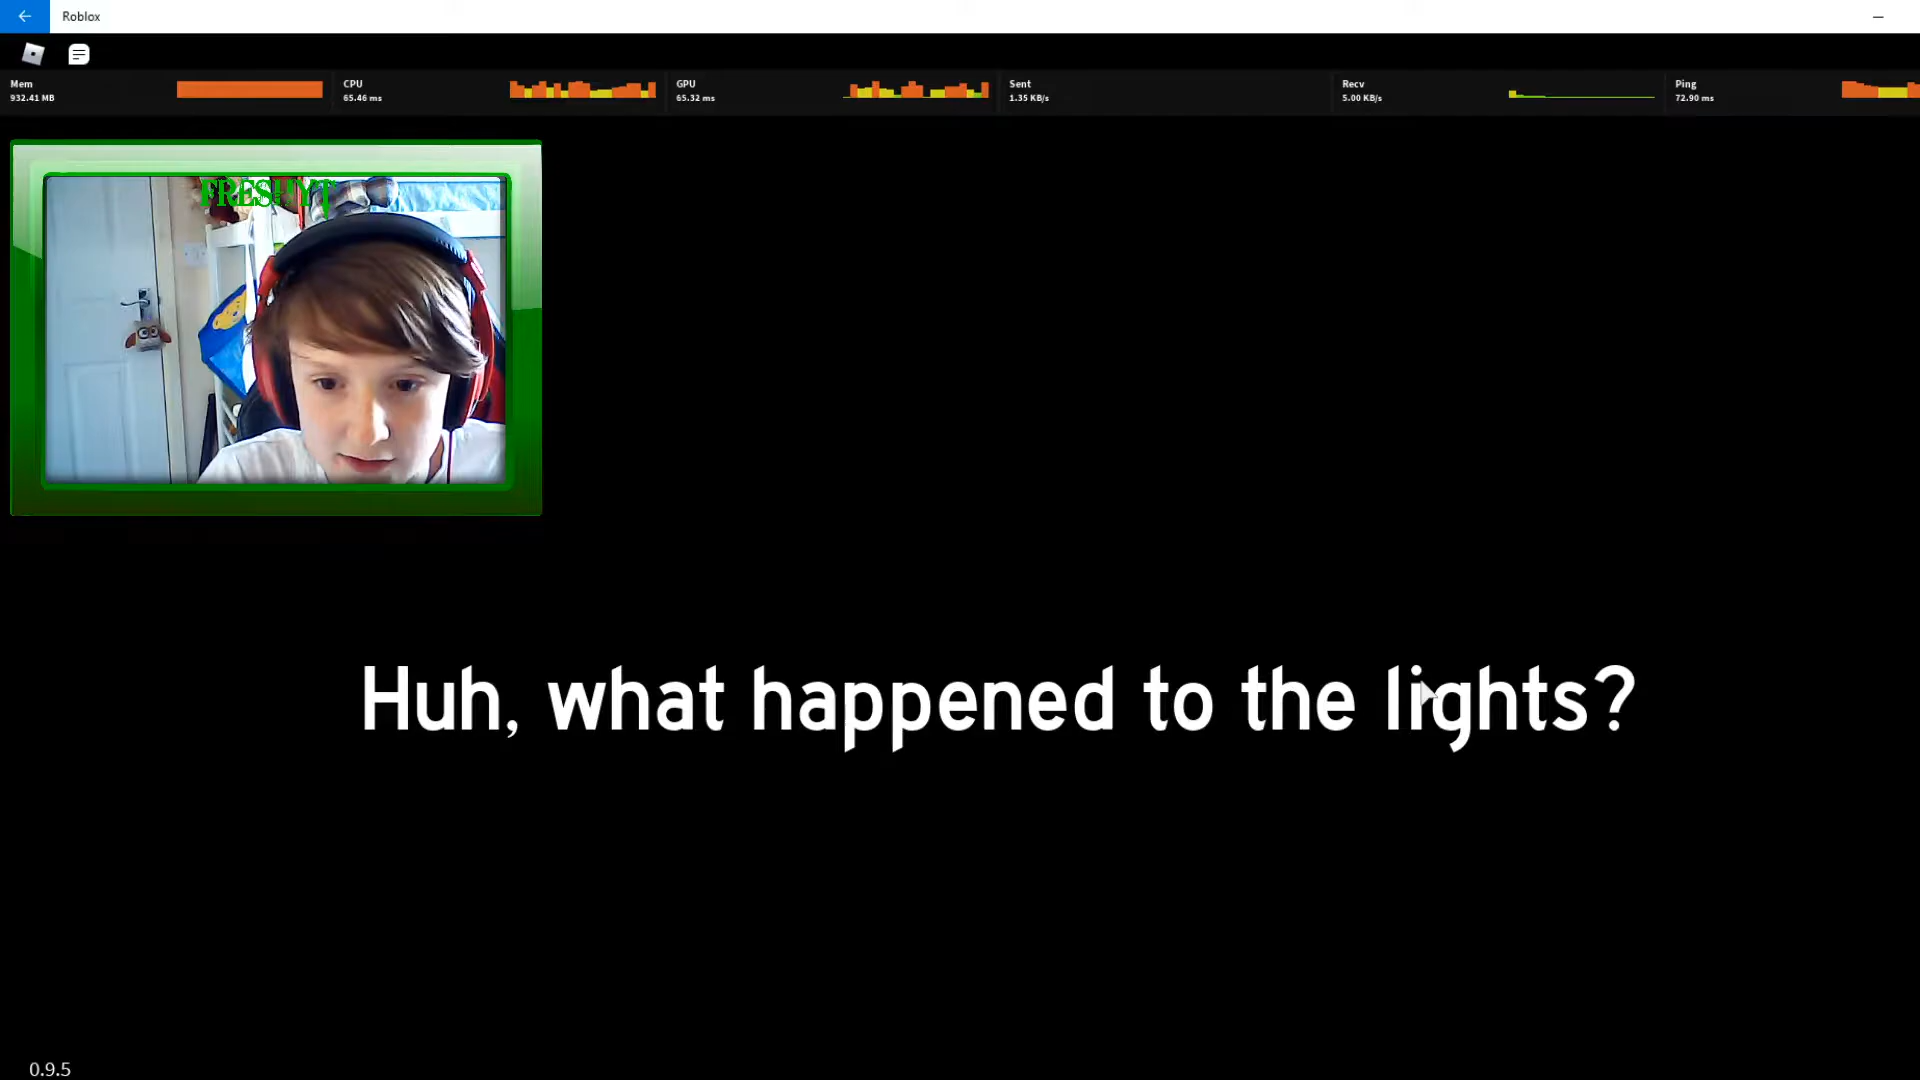 Roblox
Mem
932.41 MB
CPU
65.46 ms
GPU
65.32 ms
Sent
1.35 KB/s
Recv
5.00 KB/s
Ping
72.90 ms
FRESHYT
Huh, what happened to the lights?
0.9.5